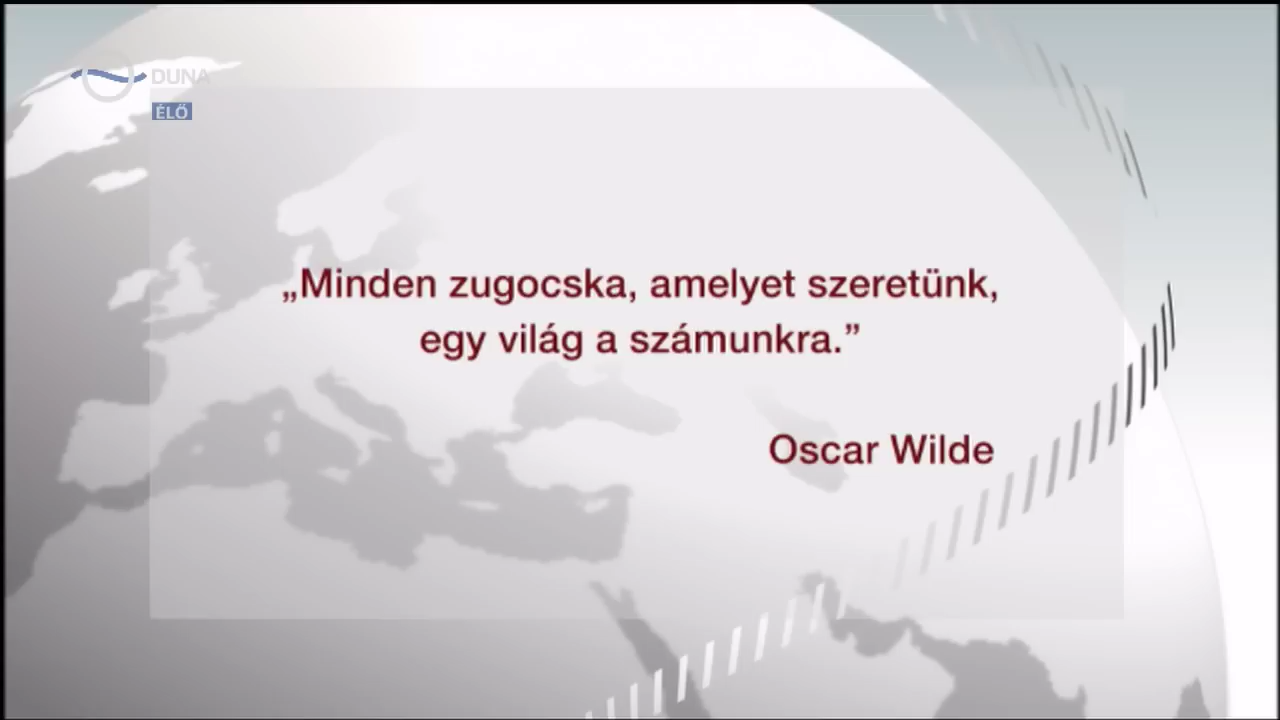 DUNA
ÉLŐ
„Minden zugocska, amelyet szeretünk,
egy világ a számunkra.”
Oscar Wilde